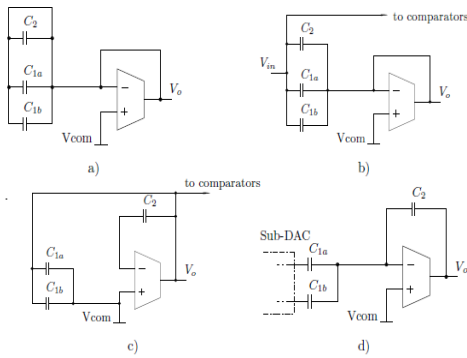 C2
C1a
C1b
Vcom
Vo
a)
to comparators
Vin
C2
C1a
C1b
Vcom
Vo
b)
to comparators
C2
C1a
C1b
Vcom
Vo
c)
Sub-DAC
C1a
C1b
C2
Vcom
Vo
d)